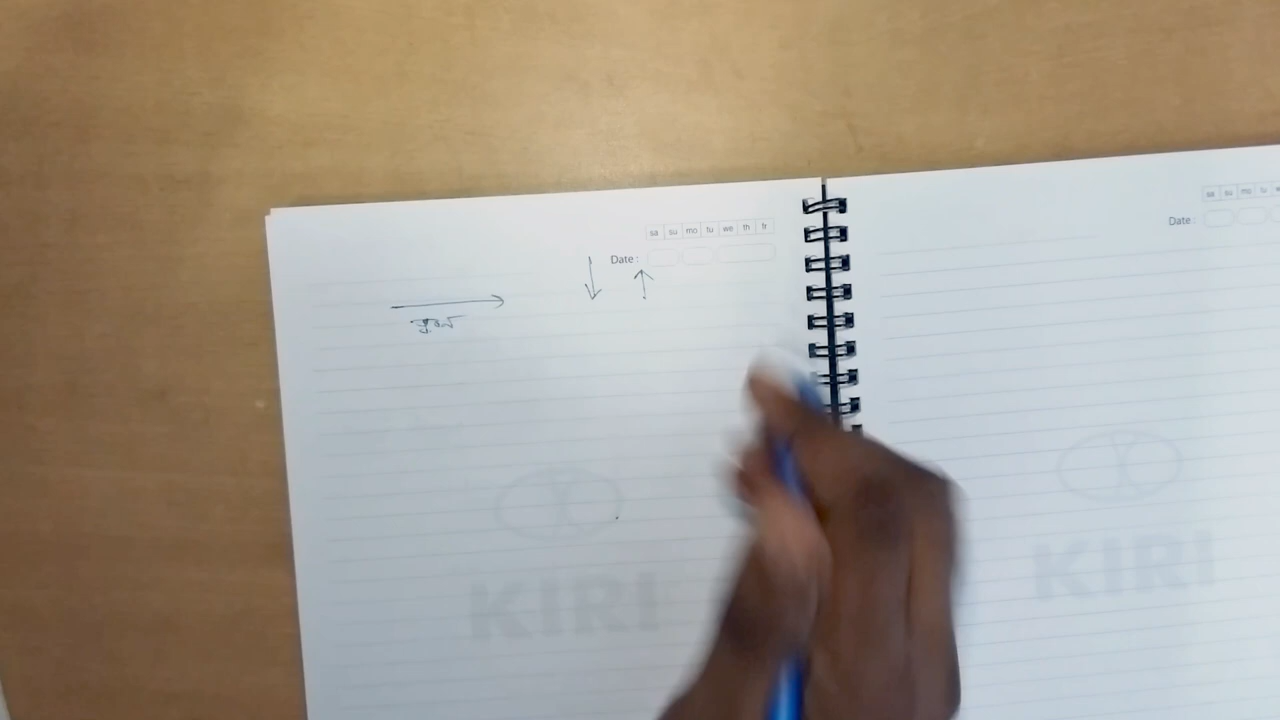 sa su mo tu we th fr
Date :
KIRI
sa su mo tu
Date :
KIRI